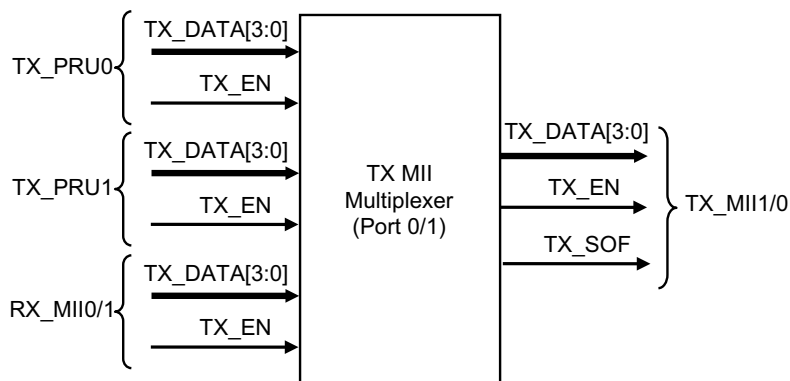 TX_PRU0
TX_DATA[3:0]
TX_EN
TX_PRU1
TX_DATA[3:0]
TX_EN
RX_MII0/1
TX_DATA[3:0]
TX_EN
TX MII
Multiplexer
(Port 0/1)
TX_DATA[3:0]
TX_EN
TX_SOF
TX_MII1/0